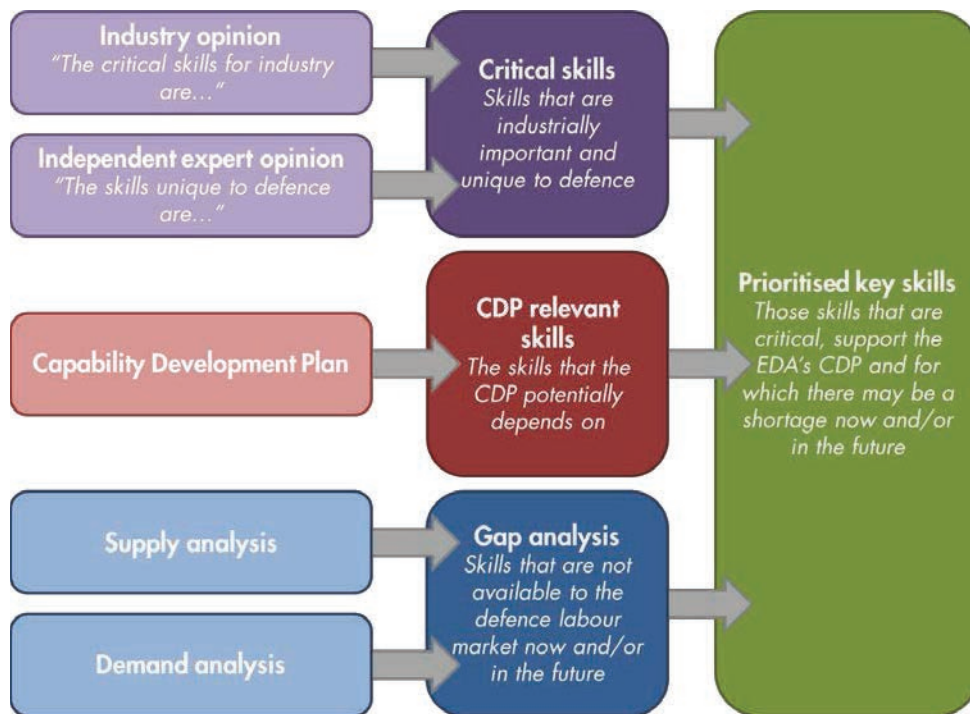 Industry opinion
"The critical skills for industry
are..."
Independent expert opinion
"The skills unique to defence
are..."
Critical skills
Skills that are
industrially
important and
unique to defence
Capability Development Plan
CDP relevant
skills
The skills that the
CDP potentially
depends on
Supply analysis
Demand analysis
Gap analysis
Skills that are not
available to the
defence labour
market now and/or
in the future
Prioritised key skills
Those skills that are
critical, support the
EDA's CDP and for
which there may be a
shortage now and/or
in the future